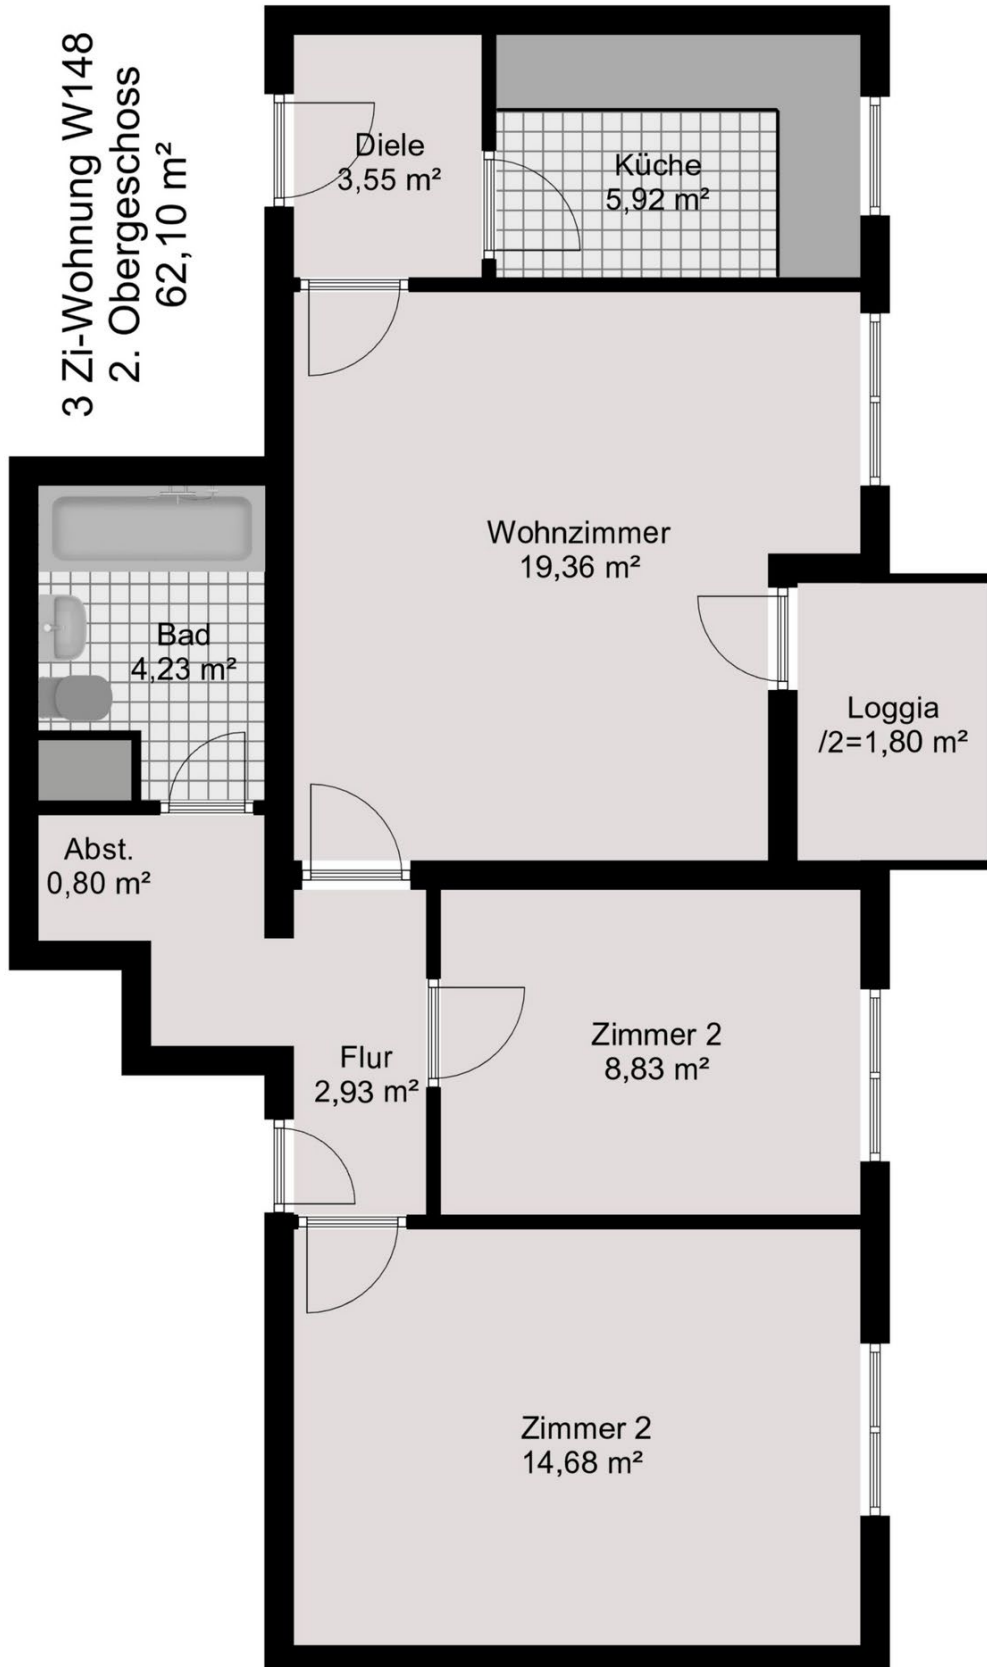 3 Zi-Wohnung W148
2. Obergeschoss
62,10 m²
Diele
3,55 m²
Küche
5,92 m²
Wohnzimmer
19,36 m²
Bad
4,23 m²
Loggia
/2=1,80 m²
Abst.
0,80 m²
Zimmer 2
8,83 m²
Flur
2,93 m²
Zimmer 2
14,68 m²